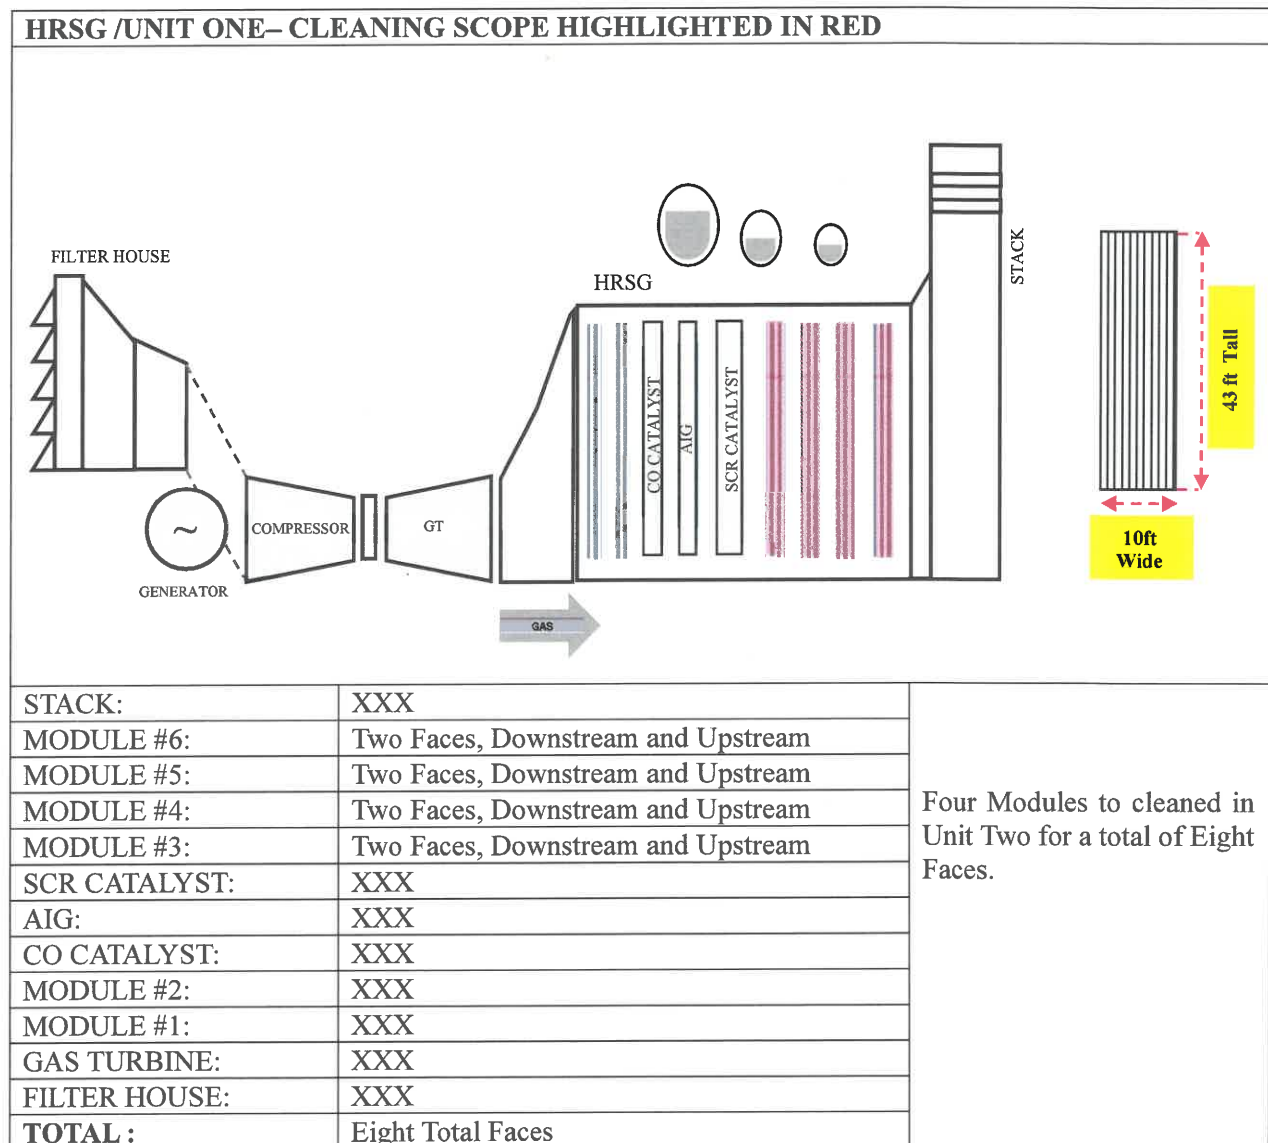 HRSG /UNIT ONE– CLEANING SCOPE HIGHLIGHTED IN RED
FILTER HOUSE
HRSG
STACK
CO CATALYST
AIG
SCR CATALYST
43 ft Tall
10ft
Wide
COMPRESSOR
GT
~
GENERATOR
GAS
STACK: XXX
MODULE #6: Two Faces, Downstream and Upstream
MODULE #5: Two Faces, Downstream and Upstream
MODULE #4: Two Faces, Downstream and Upstream
MODULE #3: Two Faces, Downstream and Upstream
SCR CATALYST: XXX
AIG: XXX
CO CATALYST: XXX
MODULE #2: XXX
MODULE #1: XXX
GAS TURBINE: XXX
FILTER HOUSE: XXX
TOTAL : Eight Total Faces
Four Modules to cleaned in
Unit Two for a total of Eight
Faces.